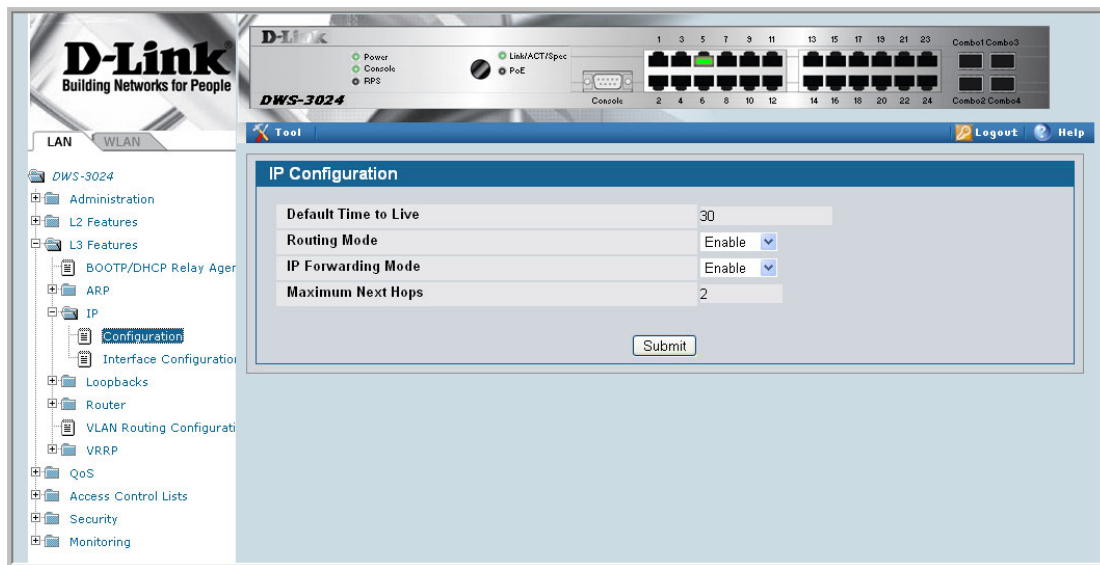 D-Link
Building Networks for People
LAN WLAN
DWS-3024
Administration
L2 Features
L3 Features
BOOTP/DHCP Relay Agen
ARP
IP
Configuration
Interface Configuration
Loopbacks
Router
VLAN Routing Configurati
VRRP
QoS
Access Control Lists
Security
Monitoring
D-Link
Power
Console
RPS
Link/ACT/Spec
PoE
DWS-3024
Console
1 3 5 7 9 11 13 15 17 19 21 23 Combo1 Combo3
2 4 6 8 10 12 14 16 18 20 22 24 Combo2 Combo4
Tool Logout Help
IP Configuration
Default Time to Live 30
Routing Mode Enable
IP Forwarding Mode Enable
Maximum Next Hops 2
Submit